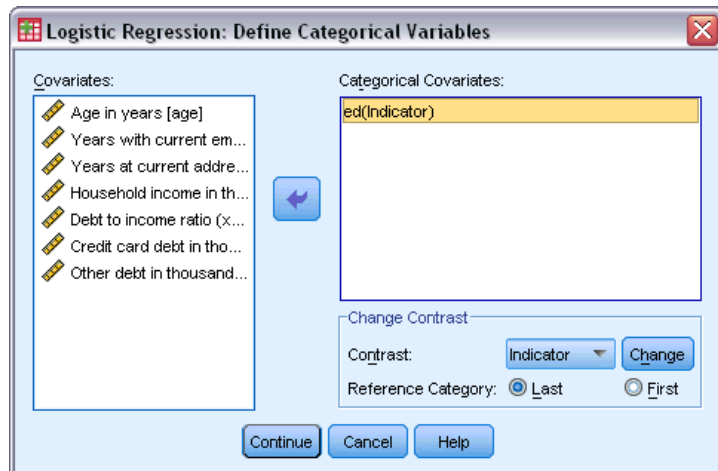 Logistic Regression: Define Categorical Variables
Covariates:
Age in years [age]
Years with current em...
Years at current addre...
Household income in th...
Debt to income ratio (x...
Credit card debt in tho...
Other debt in thousand...
Categorical Covariates:
ed(Indicator)
Change Contrast
Contrast:
Indicator
Change
Reference Category:
Last
First
Continue
Cancel
Help